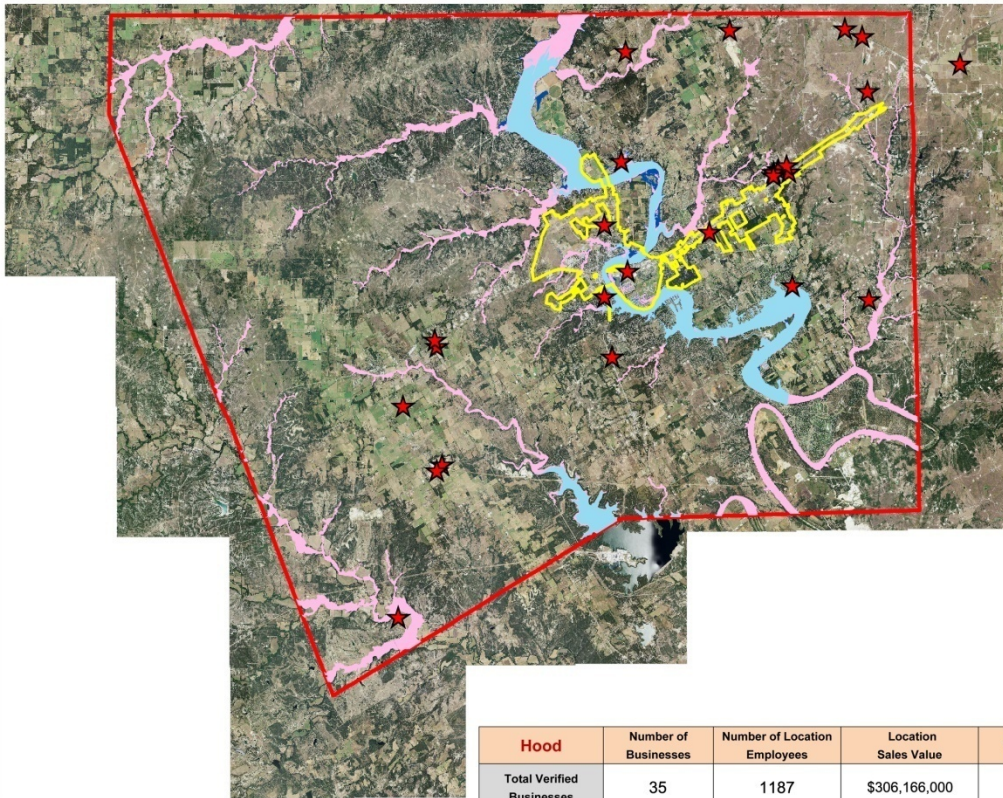 Hood
Number of Businesses
Number of Location Employees
Location Sales Value
Total Verified Businesses
35
1187
$306,166,000